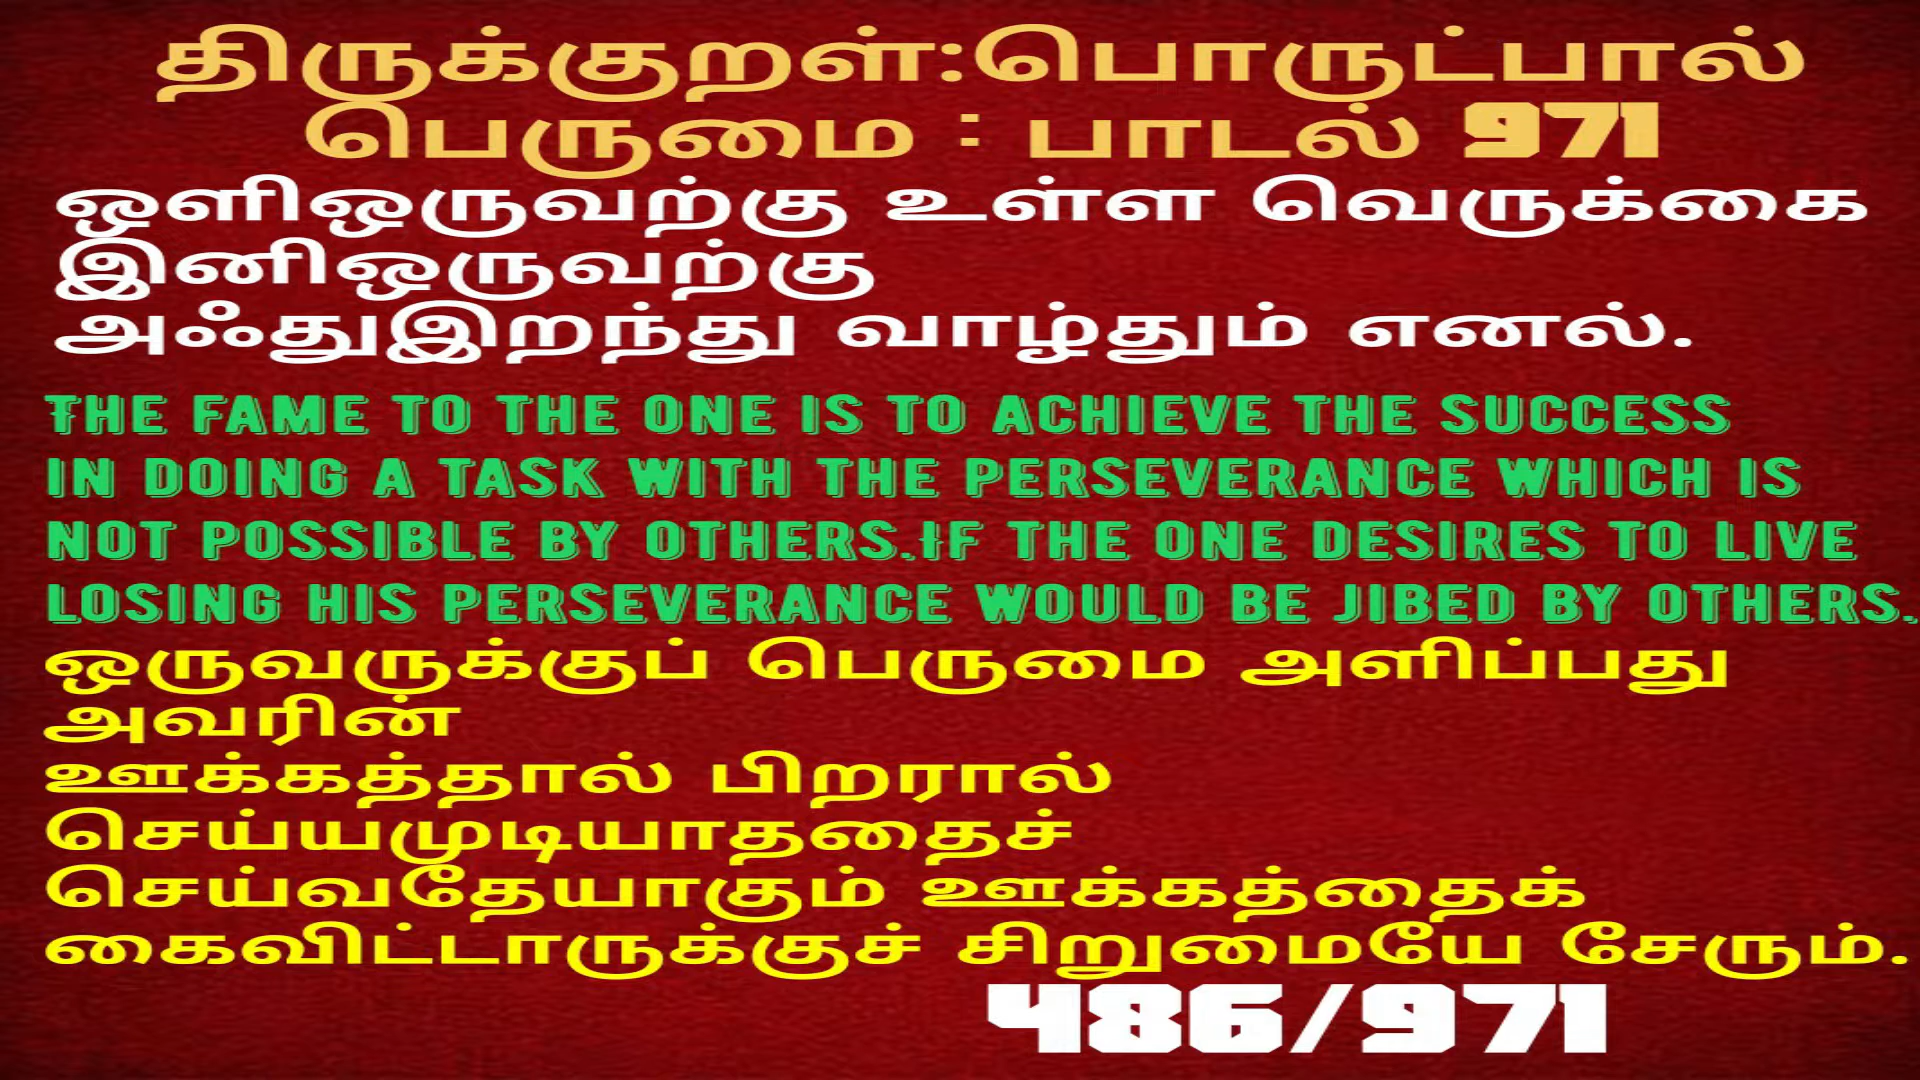 திருக்குறள்:பொருட்பால்
பெருமை : பாடல் 971
ஒளிஒருவற்கு உள்ள வெருக்கை
இனிஒருவற்கு
அஃதுஇறந்து வாழ்தும் எனல்.
The fame to the one is to achieve the success
in doing a task with the perseverance which is
not possible by others.If the one desires to live
losing his perseverance would be jibed by others.
ஒருவருக்குப் பெருமை அளிப்பது
அவரின்
ஊக்கத்தால் பிறரால்
செய்யமுடியாததைச்
செய்வதேயாகும் ஊக்கத்தைக்
கைவிட்டாருக்குச் சிறுமையே சேரும்.
486/971